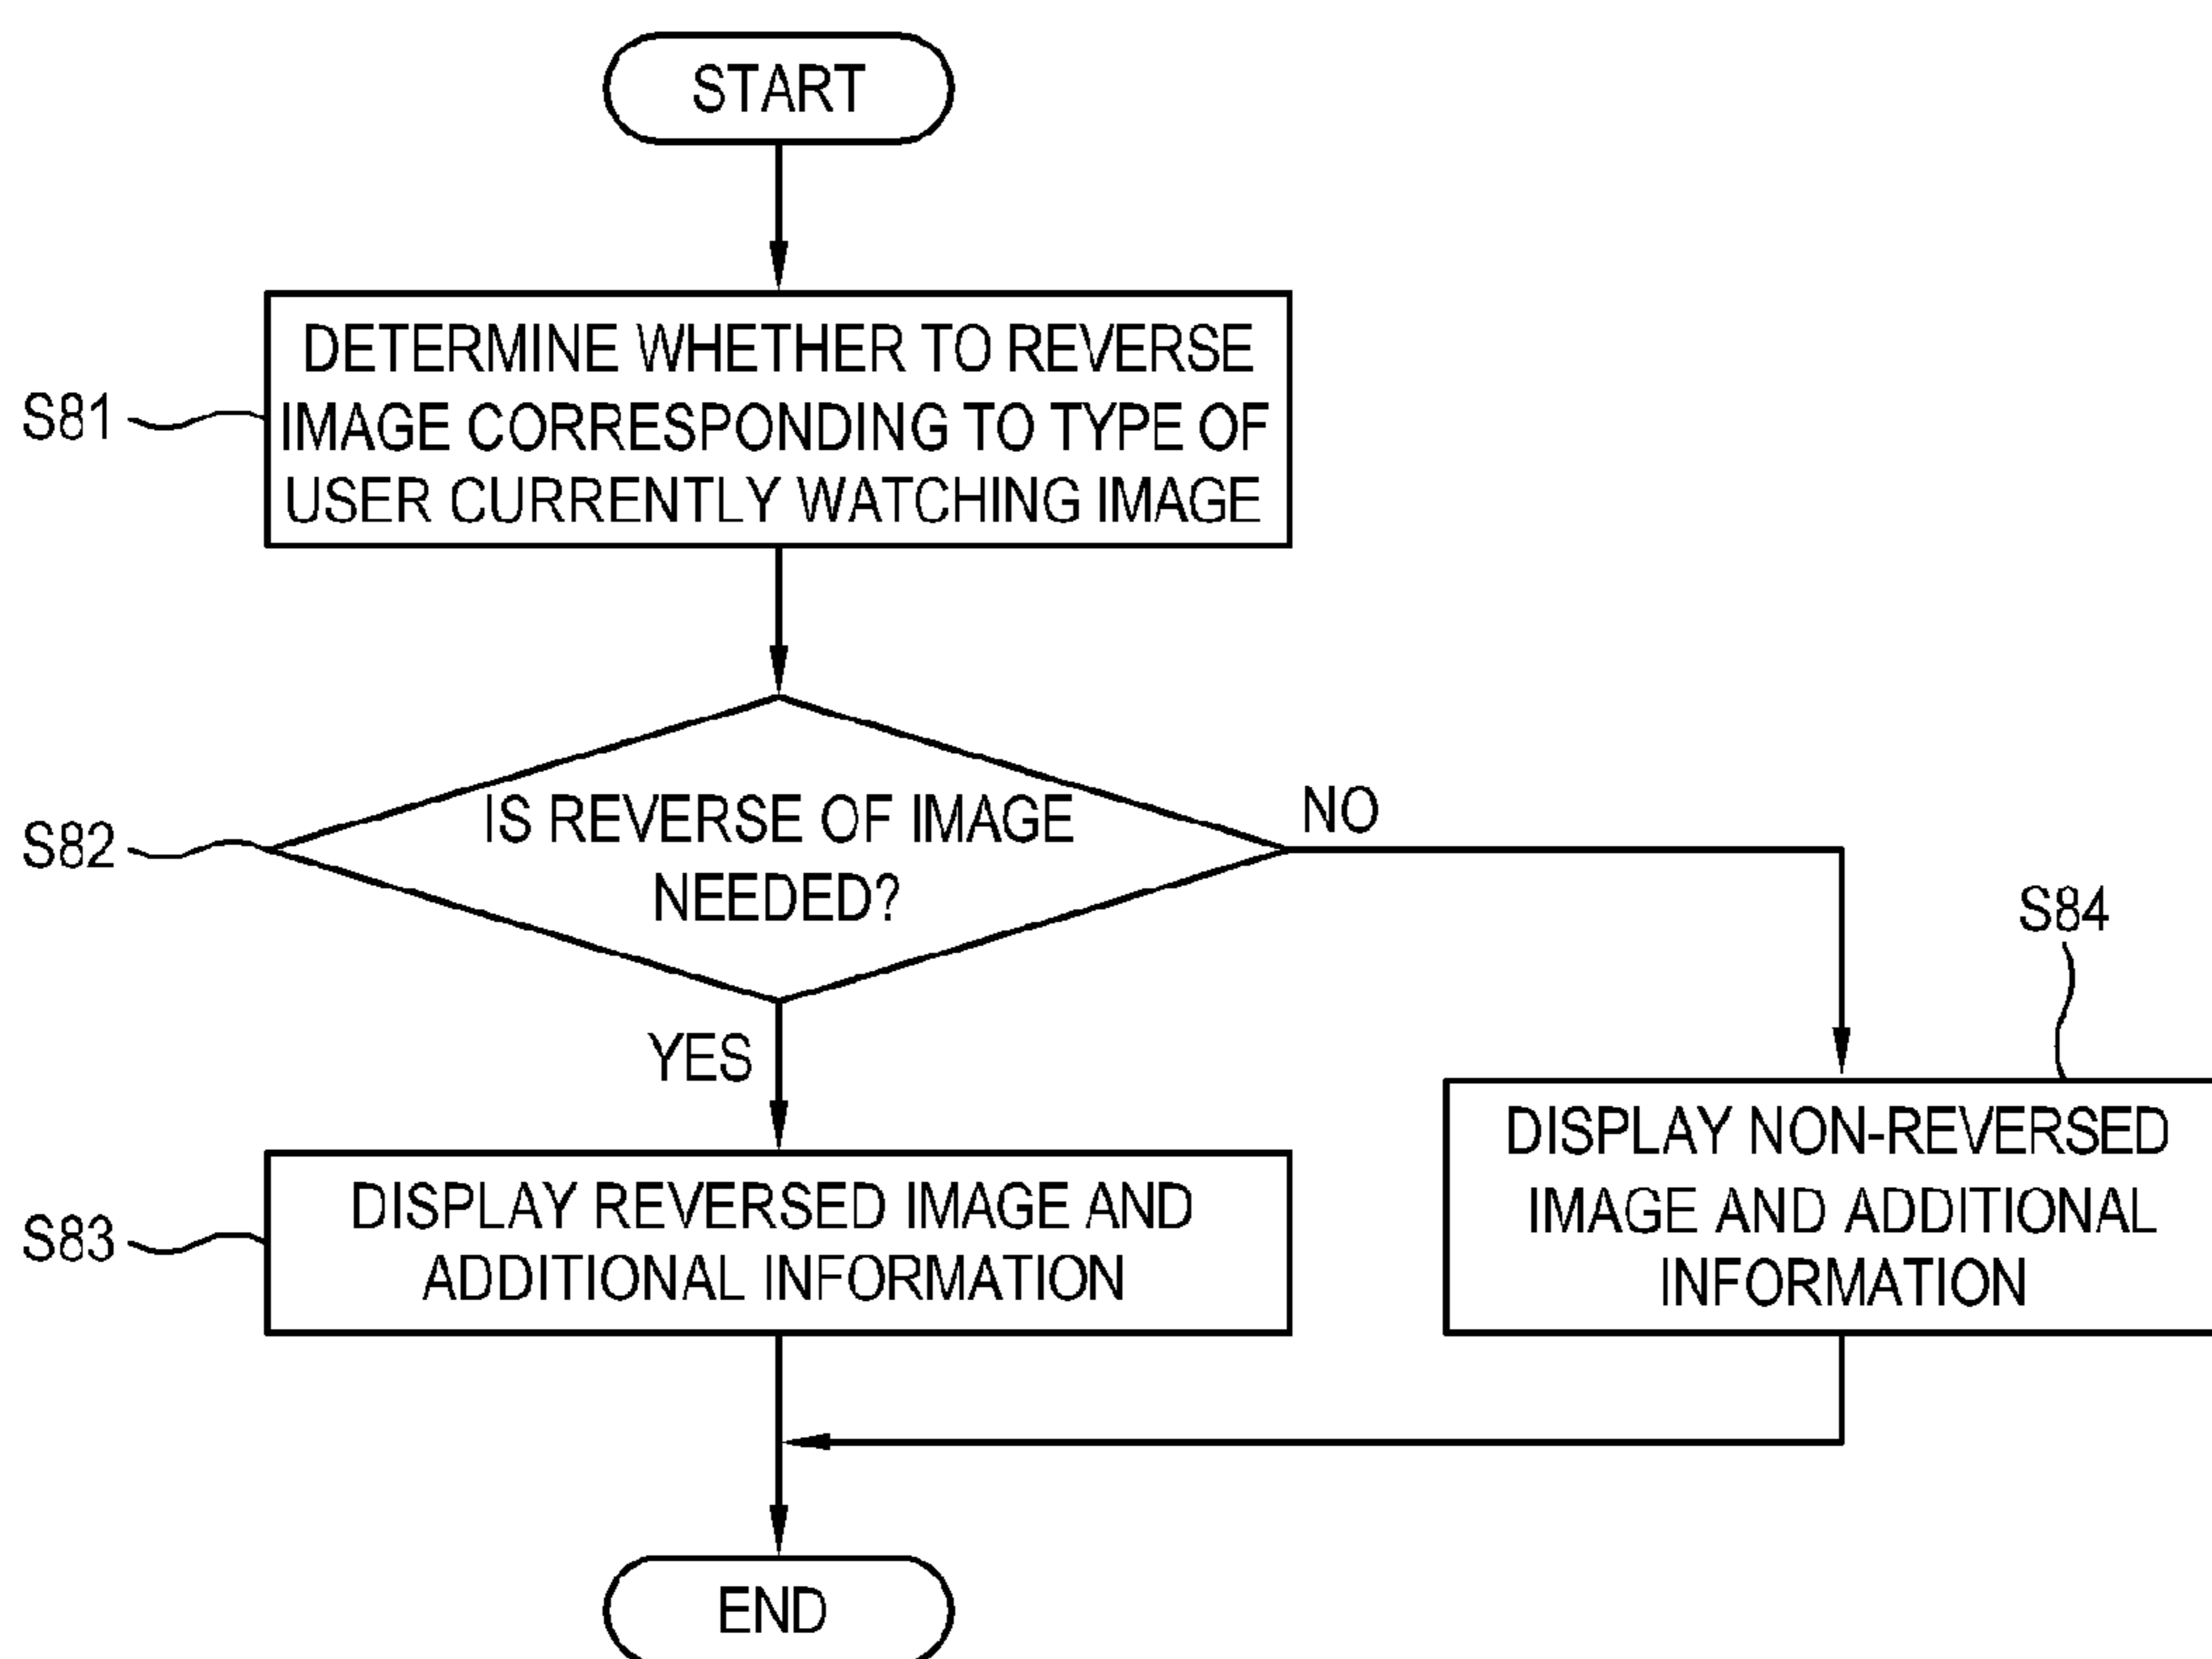 START
S81
DETERMINE WHETHER TO REVERSE
IMAGE CORRESPONDING TO TYPE OF
USER CURRENTLY WATCHING IMAGE
S82
IS REVERSE OF IMAGE
NEEDED?
NO
YES
S83
DISPLAY REVERSED IMAGE AND
ADDITIONAL INFORMATION
S84
DISPLAY NON-REVERSED
IMAGE AND ADDITIONAL
INFORMATION
END